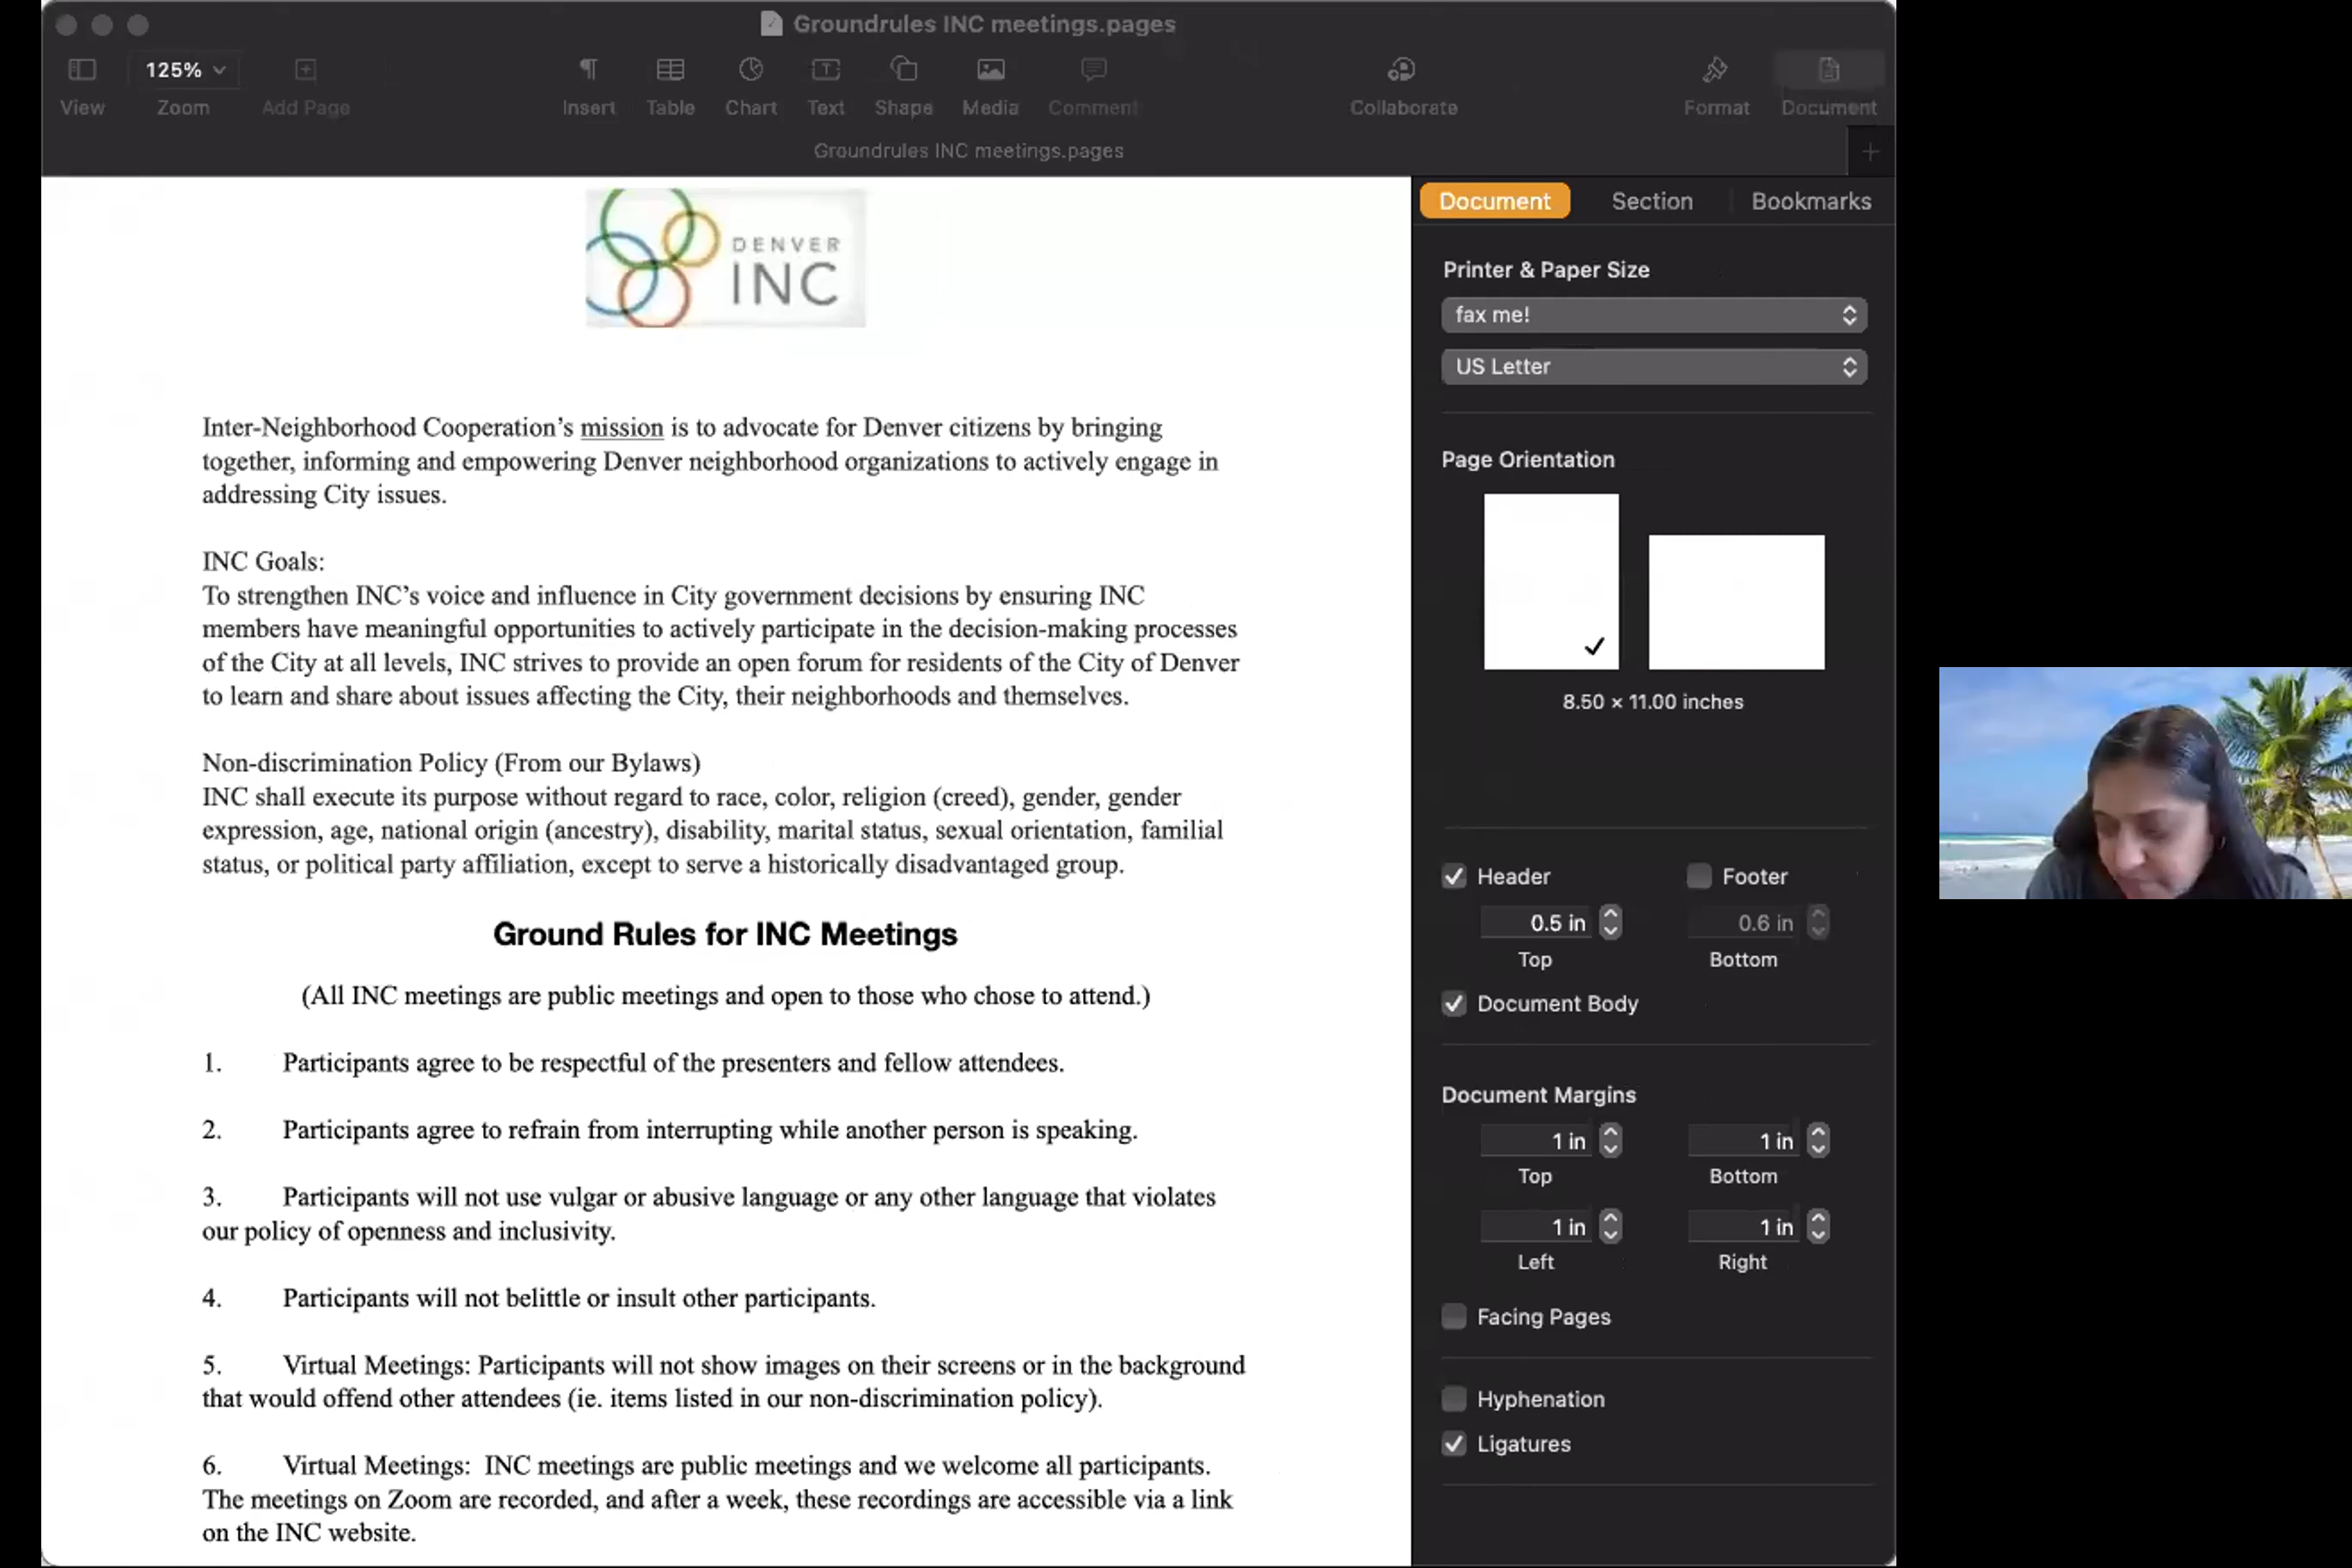 Groundrules INC meetings.pages
125%
View Zoom Add Page Insert Table Chart Text Shape Media Comment Collaborate Format Document
Groundrules INC meetings.pages
DENVER
INC
Inter-Neighborhood Cooperation’s mission is to advocate for Denver citizens by bringing
together, informing and empowering Denver neighborhood organizations to actively engage in
addressing City issues.
INC Goals:
To strengthen INC’s voice and influence in City government decisions by ensuring INC
members have meaningful opportunities to actively participate in the decision-making processes
of the City at all levels, INC strives to provide an open forum for residents of the City of Denver
to learn and share about issues affecting the City, their neighborhoods and themselves.
Non-discrimination Policy (From our Bylaws)
INC shall execute its purpose without regard to race, color, religion (creed), gender, gender
expression, age, national origin (ancestry), disability, marital status, sexual orientation, familial
status, or political party affiliation, except to serve a historically disadvantaged group.
Ground Rules for INC Meetings
(All INC meetings are public meetings and open to those who chose to attend.)
1. Participants agree to be respectful of the presenters and fellow attendees.
2. Participants agree to refrain from interrupting while another person is speaking.
3. Participants will not use vulgar or abusive language or any other language that violates
our policy of openness and inclusivity.
4. Participants will not belittle or insult other participants.
5. Virtual Meetings: Participants will not show images on their screens or in the background
that would offend other attendees (ie. items listed in our non-discrimination policy).
6. Virtual Meetings: INC meetings are public meetings and we welcome all participants.
The meetings on Zoom are recorded, and after a week, these recordings are accessible via a link
on the INC website.
Document Section Bookmarks
Printer & Paper Size
fax me!
US Letter
Page Orientation
8.50 × 11.00 inches
Header Footer
0.5 in 0.6 in
Top Bottom
Document Body
Document Margins
1 in 1 in
Top Bottom
1 in 1 in
Left Right
Facing Pages
Hyphenation
Ligatures